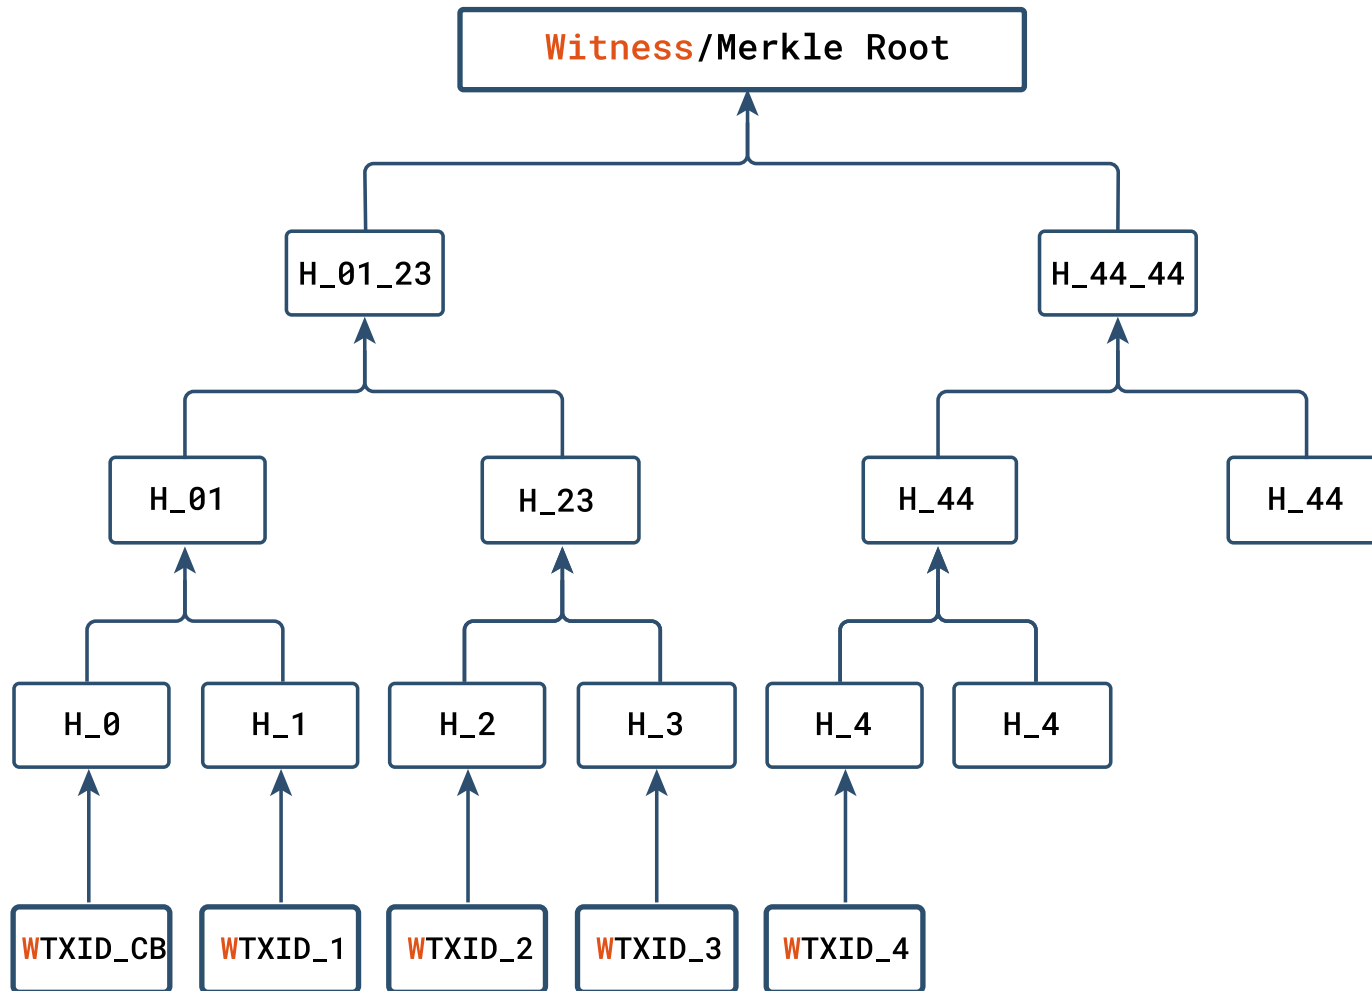 Witness/Merkle Root
H_01_23
H_44_44
H_01
H_23
H_44
H_44
H_0
H_1
H_2
H_3
H_4
H_4
WTXID_CB
WTXID_1
WTXID_2
WTXID_3
WTXID_4